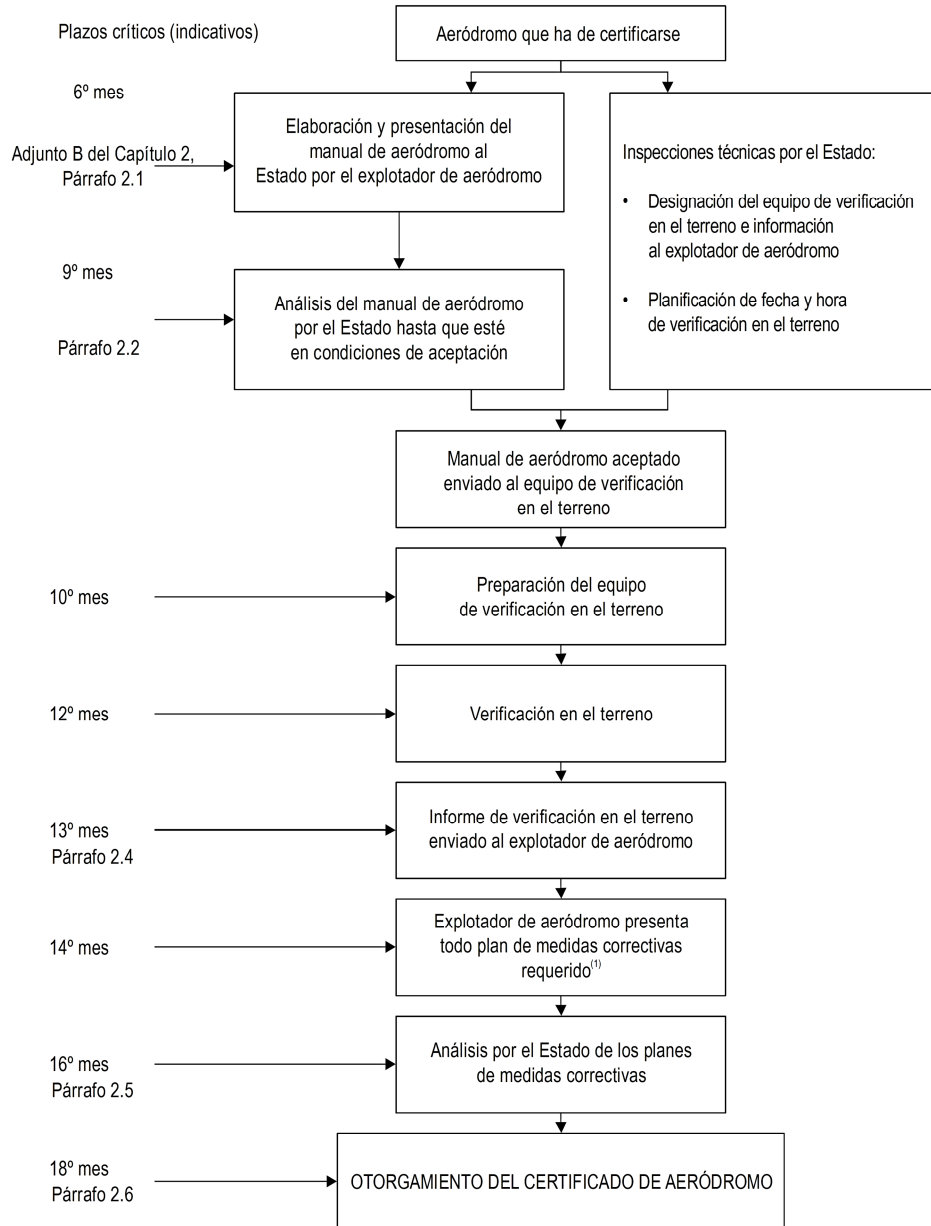 Plazos críticos (indicativos)
Aeródromo que ha de certificarse
6º mes
Adjunto B del Capítulo 2,
Párrafo 2.1
Elaboración y presentación del
manual de aeródromo al
Estado por el explotador de aeródromo
Inspecciones técnicas por el Estado:
• Designación del equipo de verificación
en el terreno e información
al explotador de aeródromo
• Planificación de fecha y hora
de verificación en el terreno
9º mes
Párrafo 2.2
Análisis del manual de aeródromo
por el Estado hasta que esté
en condiciones de aceptación
Manual de aeródromo aceptado
enviado al equipo de verificación
en el terreno
10º mes
Preparación del equipo
de verificación en el terreno
12º mes
Verificación en el terreno
13º mes
Párrafo 2.4
Informe de verificación en el terreno
enviado al explotador de aeródromo
14º mes
Explotador de aeródromo presenta
todo plan de medidas correctivas
requerido(1)
16º mes
Párrafo 2.5
Análisis por el Estado de los planes
de medidas correctivas
18º mes
Párrafo 2.6
OTORGAMIENTO DEL CERTIFICADO DE AERÓDROMO